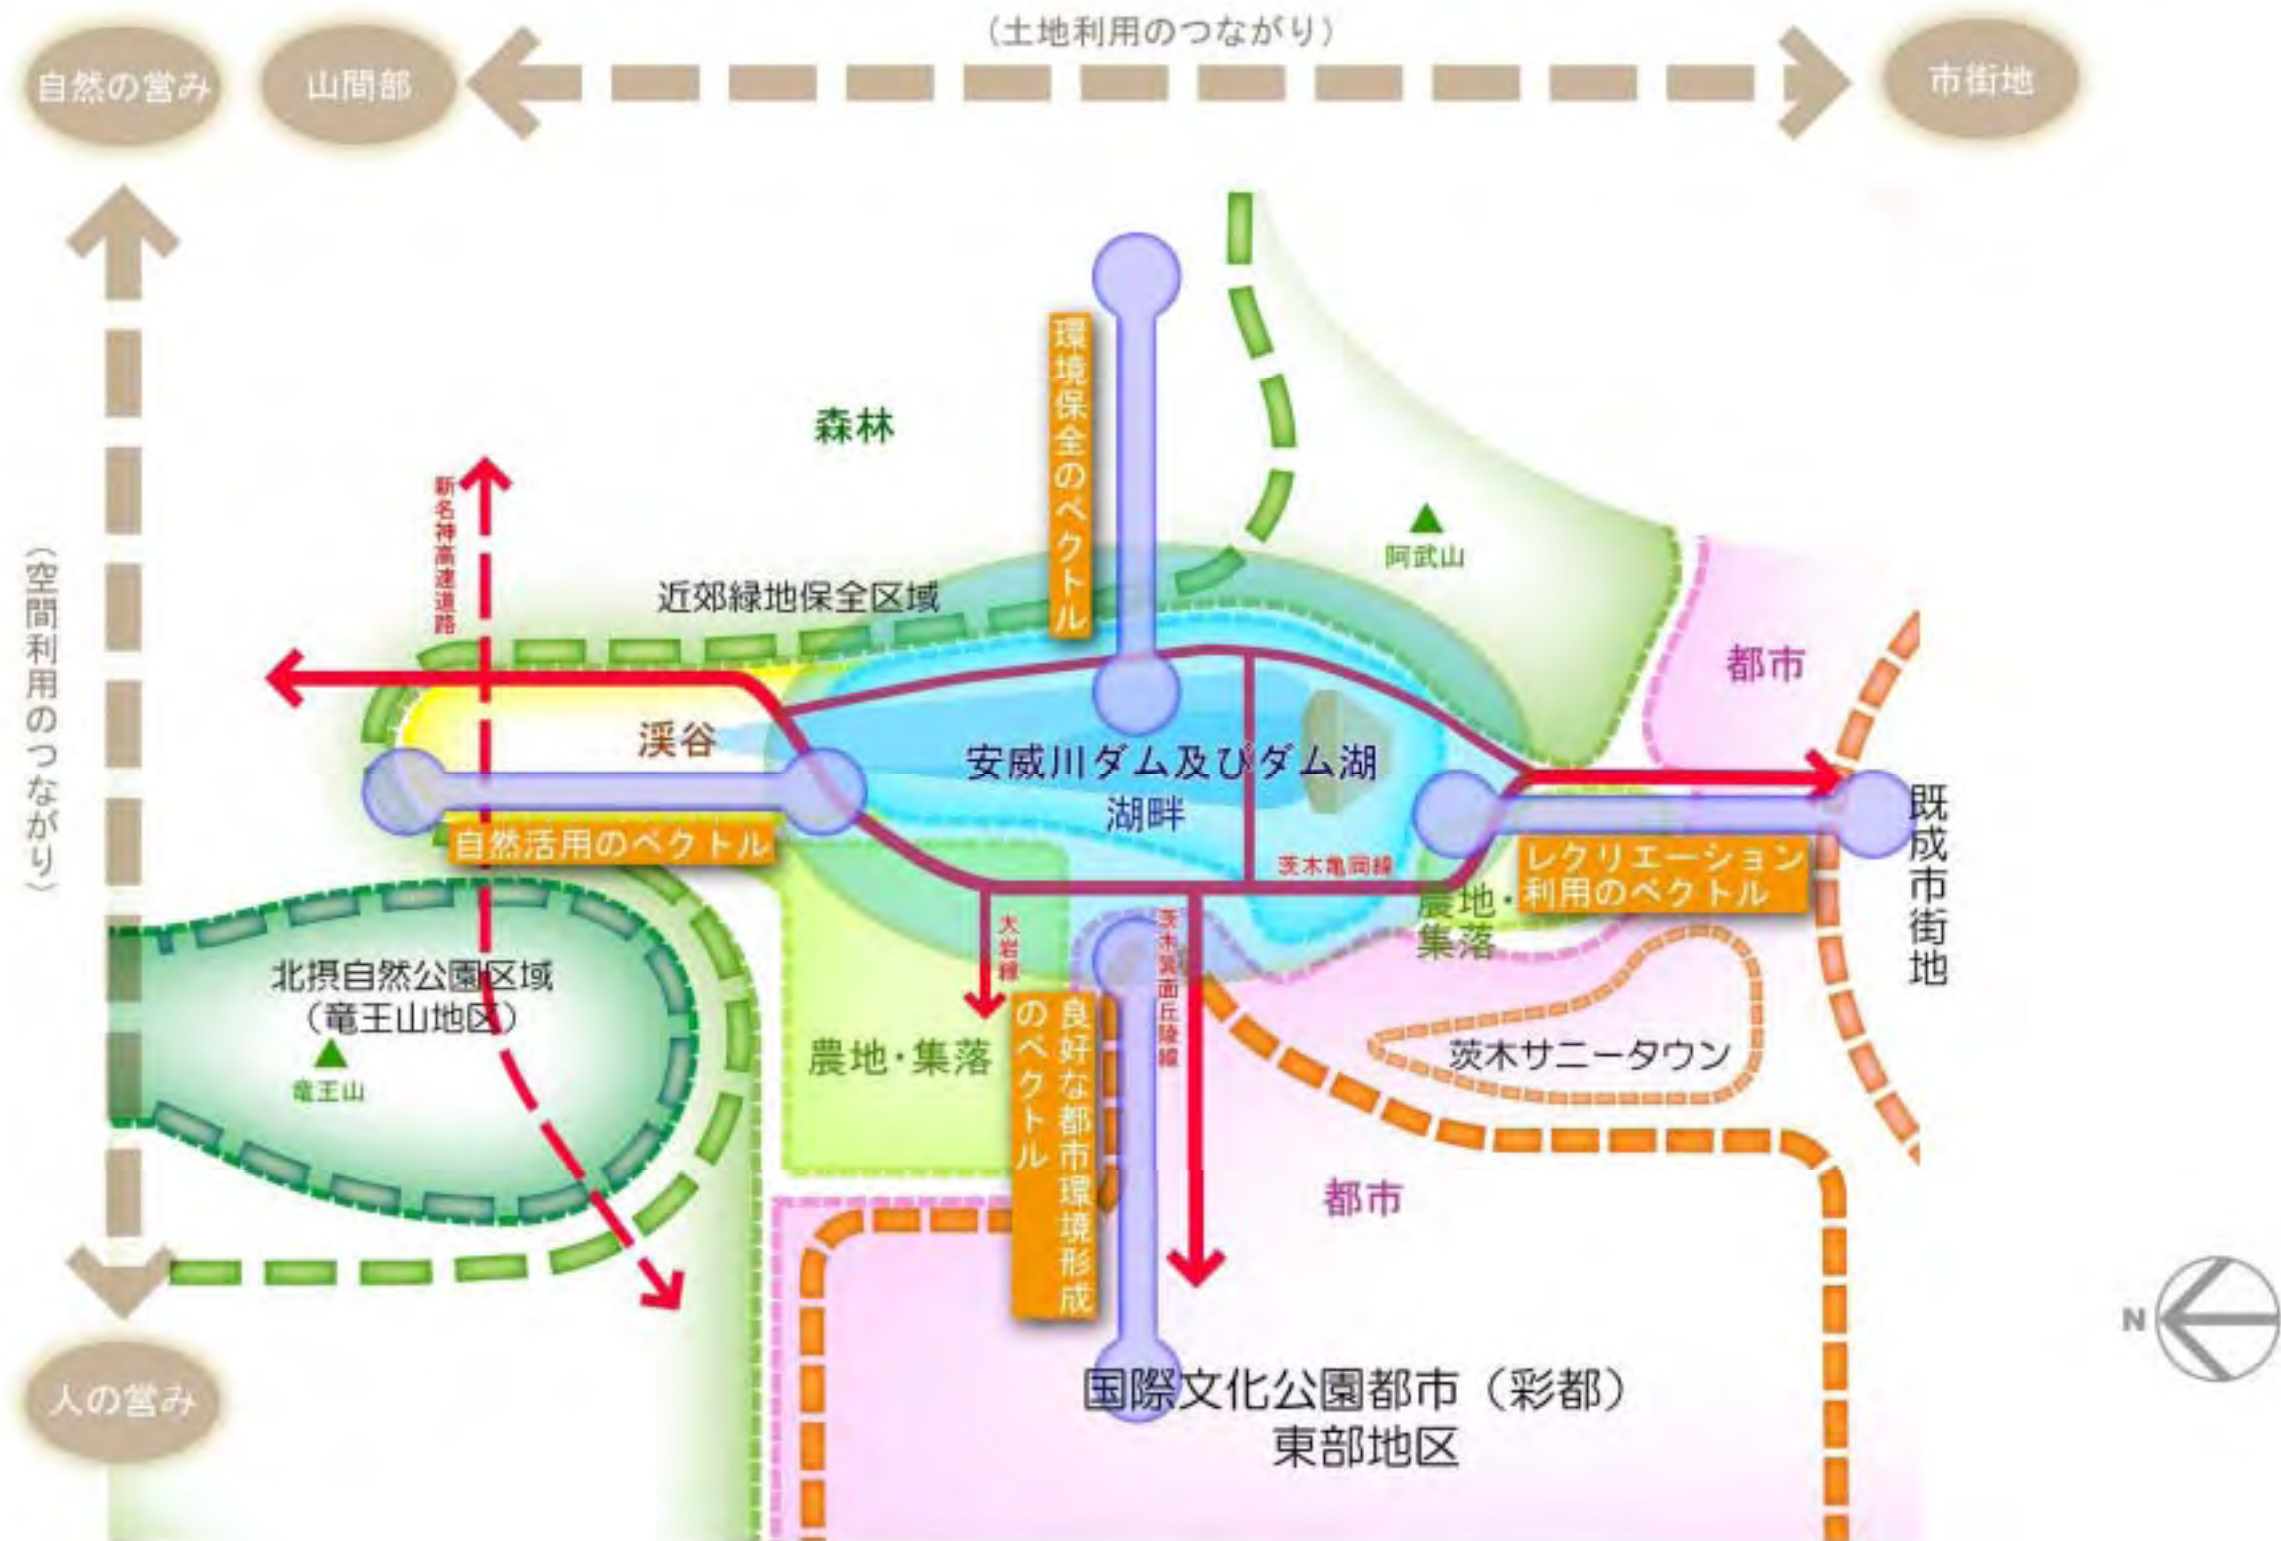 （土地利用のつながり）
自然の営み
山間部
市街地
環境保全のベクトル
森林
新名神高速道路
阿武山
（空間利用のつながり）
近郊緑地保全区域
都市
渓谷
安威川ダム及びダム湖
湖畔
既成市街地
自然活用のベクトル
茨木亀岡線
レクリエーション
利用のベクトル
農地・
集落
大岩線
茨木箕面丘陵線
北摂自然公園区域
（竜王山地区）
竜王山
農地・集落
良好な都市環境形成
のベクトル
茨木サニータウン
都市
N
人の営み
国際文化公園都市（彩都）
東部地区